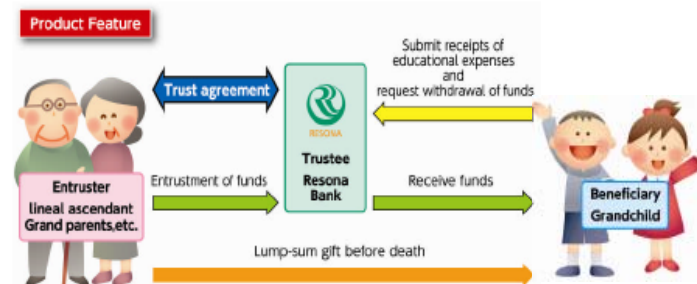 Product Feature
Submit receipts of
educational expenses
and
request withdrawal of funds
Trust agreement
RESONA
Trustee
Resona
Bank
Entruster
lineal ascendant
Grand parents,etc.
Entrustment of funds
Receive funds
Beneficiary
Grandchild
Lump-sum gift before death